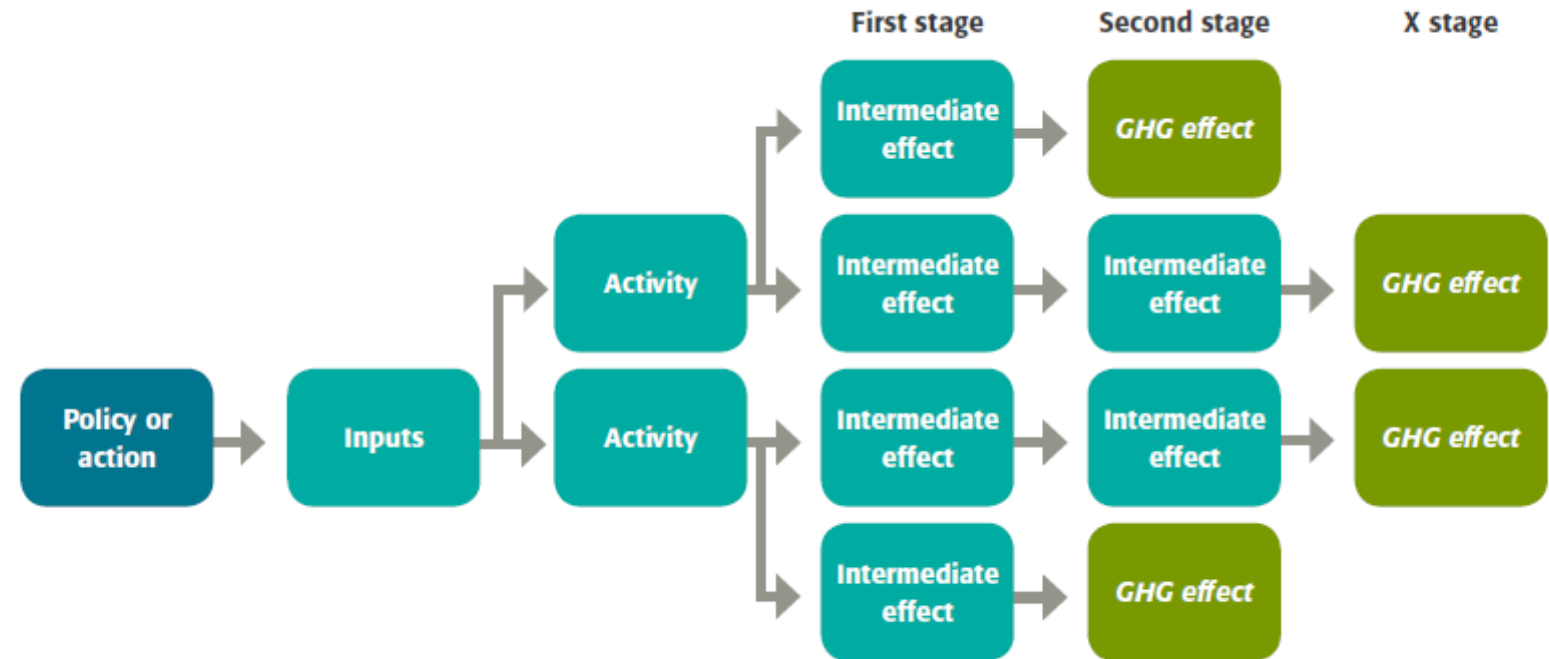 First stage
Second stage
X stage
Intermediate
effect
GHG effect
Activity
Intermediate
effect
Intermediate
effect
GHG effect
Policy or
action
Inputs
Activity
Intermediate
effect
Intermediate
effect
GHG effect
Intermediate
effect
GHG effect